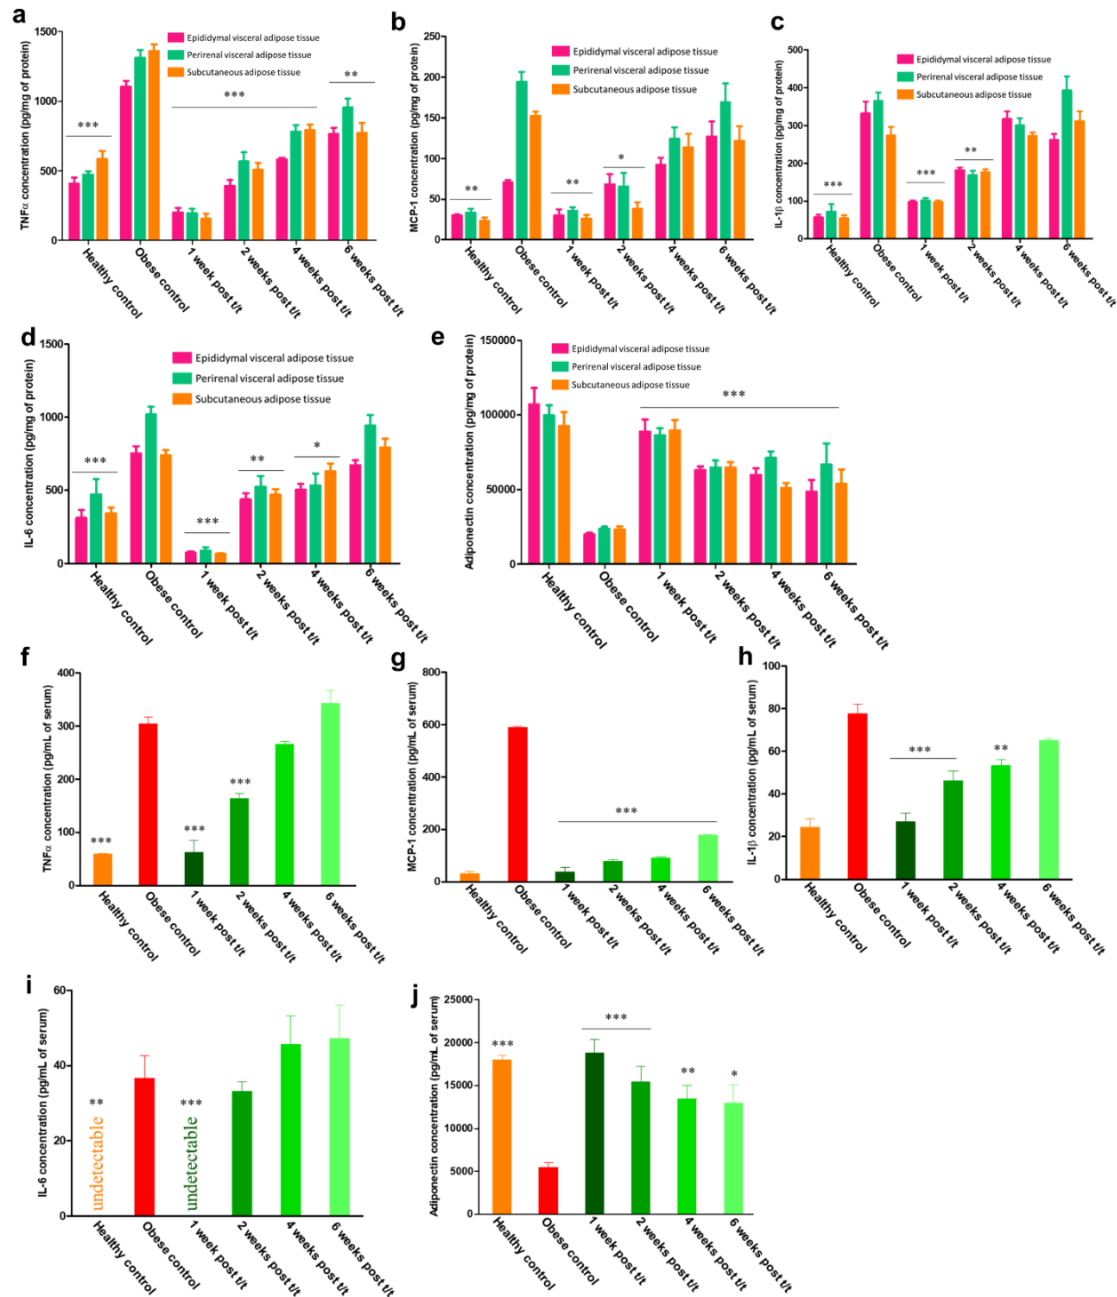 a
TNFα concentration (pg/mg of protein)
1500
1000
500
0
Epididymal visceral adipose tissue
Perirenal visceral adipose tissue
Subcutaneous adipose tissue
***
***
**
Healthy control
Obese control
1 week post t/t
2 weeks post t/t
4 weeks post t/t
6 weeks post t/t
b
MCP-1 concentration (pg/mg of protein)
250
200
150
100
50
0
Epididymal visceral adipose tissue
Perirenal visceral adipose tissue
Subcutaneous adipose tissue
**
**
*
Healthy control
Obese control
1 week post t/t
2 weeks post t/t
4 weeks post t/t
6 weeks post t/t
c
IL-1β concentration (pg/mg of protein)
500
400
300
200
100
0
Epididymal visceral adipose tissue
Perirenal visceral adipose tissue
Subcutaneous adipose tissue
***
***
**
Healthy control
Obese control
1 week post t/t
2 weeks post t/t
4 weeks post t/t
6 weeks post t/t
d
IL-6 concentration (pg/mg of protein)
1500
1000
500
0
Epididymal visceral adipose tissue
Perirenal visceral adipose tissue
Subcutaneous adipose tissue
***
***
**
*
Healthy control
Obese control
1 week post t/t
2 weeks post t/t
4 weeks post t/t
6 weeks post t/t
e
Adiponectin concentration (pg/mg of protein)
150000
100000
50000
0
Epididymal visceral adipose tissue
Perirenal visceral adipose tissue
Subcutaneous adipose tissue
***
Healthy control
Obese control
1 week post t/t
2 weeks post t/t
4 weeks post t/t
6 weeks post t/t
f
TNFα concentration (pg/mL of serum)
400
300
200
100
0
***
***
***
Healthy control
Obese control
1 week post t/t
2 weeks post t/t
4 weeks post t/t
6 weeks post t/t
g
MCP-1 concentration (pg/mL of serum)
800
600
400
200
0
***
Healthy control
Obese control
1 week post t/t
2 weeks post t/t
4 weeks post t/t
6 weeks post t/t
h
IL-1β concentration (pg/mL of serum)
100
80
60
40
20
0
***
**
Healthy control
Obese control
1 week post t/t
2 weeks post t/t
4 weeks post t/t
6 weeks post t/t
i
IL-6 concentration (pg/mL of serum)
60
40
20
0
**
undetectable
***
undetectable
Healthy control
Obese control
1 week post t/t
2 weeks post t/t
4 weeks post t/t
6 weeks post t/t
j
Adiponectin concentration (pg/mL of serum)
25000
20000
15000
10000
5000
0
***
***
**
*
Healthy control
Obese control
1 week post t/t
2 weeks post t/t
4 weeks post t/t
6 weeks post t/t